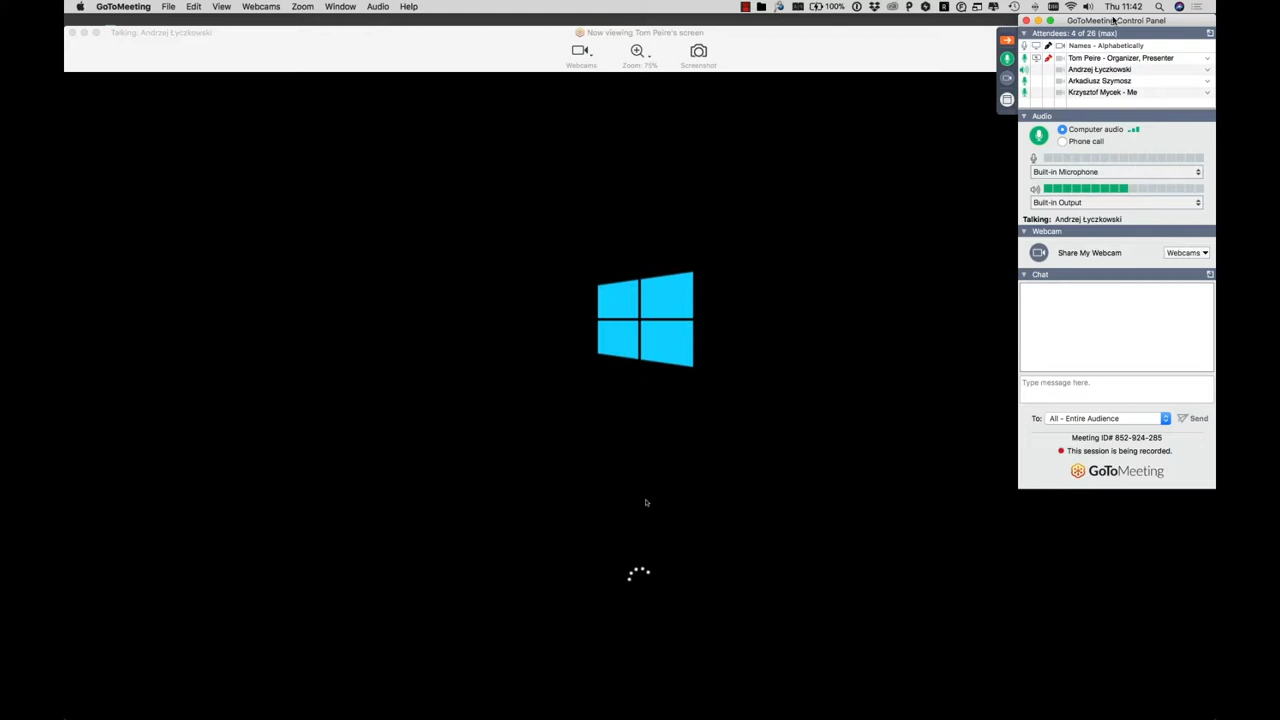 GoToMeeting File Edit View Webcams Zoom Window Audio Help
100% Thu 11:42
GoToMeeting Control Panel
Talking: Andrzej Łyczkowski
Now viewing Tom Peire's screen
Webcams
Zoom: 75%
Screenshot
Attendees: 4 of 26 (max)
Names - Alphabetically
Tom Peire - Organizer, Presenter
Andrzej Łyczkowski
Arkadiusz Szymosz
Krzysztof Mycek - Me
Audio
Computer audio
Phone call
Built-in Microphone
Built-in Output
Talking: Andrzej Łyczkowski
Webcam
Share My Webcam
Webcams
Chat
Type message here.
To: All - Entire Audience
Send
Meeting ID# 852-924-285
This session is being recorded.
GoToMeeting